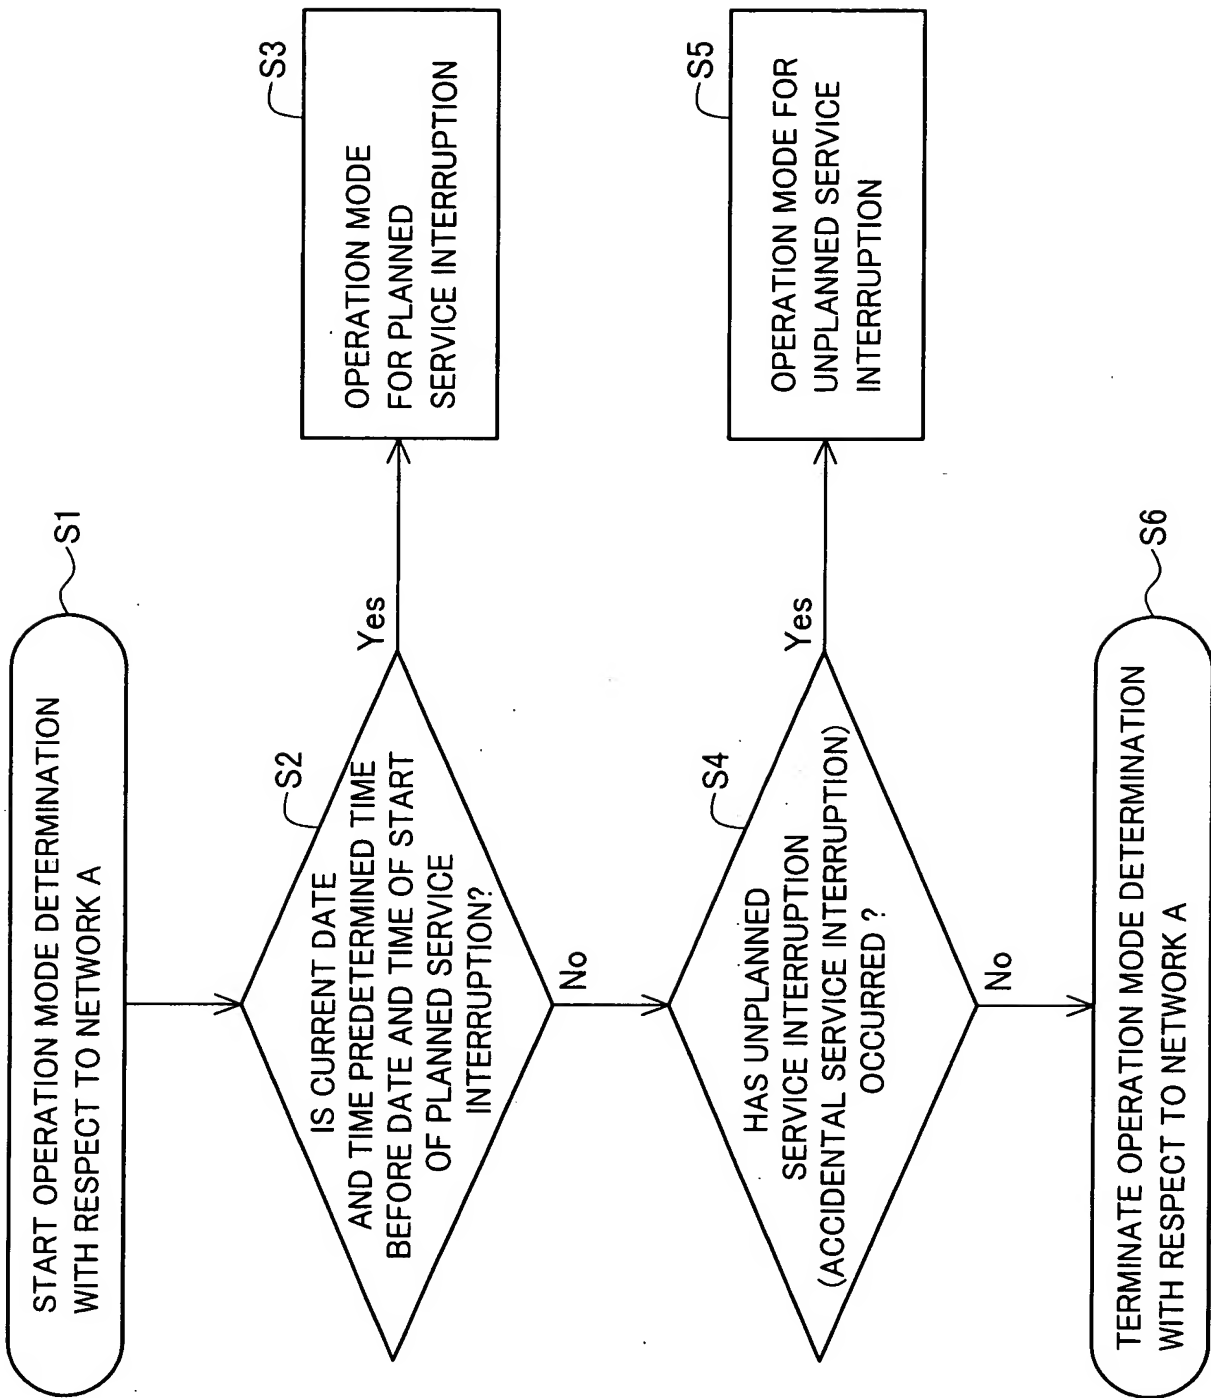 START OPERATION MODE DETERMINATION
WITH RESPECT TO NETWORK A
S1
IS CURRENT DATE
AND TIME PREDETERMINED TIME
BEFORE DATE AND TIME OF START
OF PLANNED SERVICE
INTERRUPTION?
S2
Yes
No
OPERATION MODE
FOR PLANNED
SERVICE INTERRUPTION
S3
HAS UNPLANNED
SERVICE INTERRUPTION
(ACCIDENTAL SERVICE INTERRUPTION)
OCCURRED ?
S4
Yes
No
OPERATION MODE FOR
UNPLANNED SERVICE
INTERRUPTION
S5
TERMINATE OPERATION MODE DETERMINATION
WITH RESPECT TO NETWORK A
S6